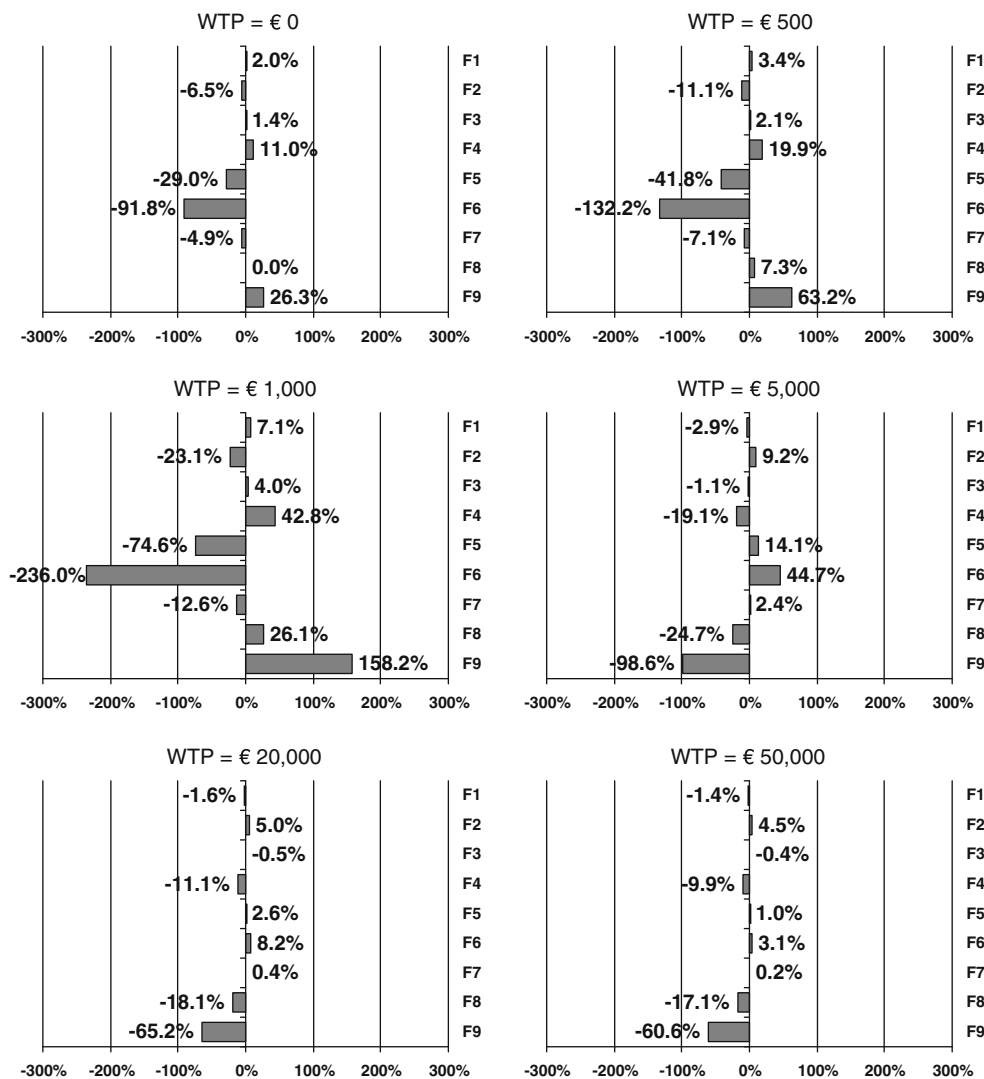 WTP = € 0
2.0% F1
-6.5% F2
1.4% F3
11.0% F4
-29.0% F5
-91.8% F6
-4.9% F7
0.0% F8
26.3% F9
-300% -200% -100% 0% 100% 200% 300%
WTP = € 500
3.4% F1
-11.1% F2
2.1% F3
19.9% F4
-41.8% F5
-132.2% F6
-7.1% F7
7.3% F8
63.2% F9
-300% -200% -100% 0% 100% 200% 300%
WTP = € 1,000
7.1% F1
-23.1% F2
4.0% F3
42.8% F4
-74.6% F5
-236.0% F6
-12.6% F7
26.1% F8
158.2% F9
-300% -200% -100% 0% 100% 200% 300%
WTP = € 5,000
-2.9% F1
9.2% F2
-1.1% F3
-19.1% F4
14.1% F5
44.7% F6
2.4% F7
-24.7% F8
-98.6% F9
-300% -200% -100% 0% 100% 200% 300%
WTP = € 20,000
-1.6% F1
5.0% F2
-0.5% F3
-11.1% F4
2.6% F5
8.2% F6
0.4% F7
-18.1% F8
-65.2% F9
-300% -200% -100% 0% 100% 200% 300%
WTP = € 50,000
-1.4% F1
4.5% F2
-0.4% F3
-9.9% F4
1.0% F5
3.1% F6
0.2% F7
-17.1% F8
-60.6% F9
-300% -200% -100% 0% 100% 200% 300%